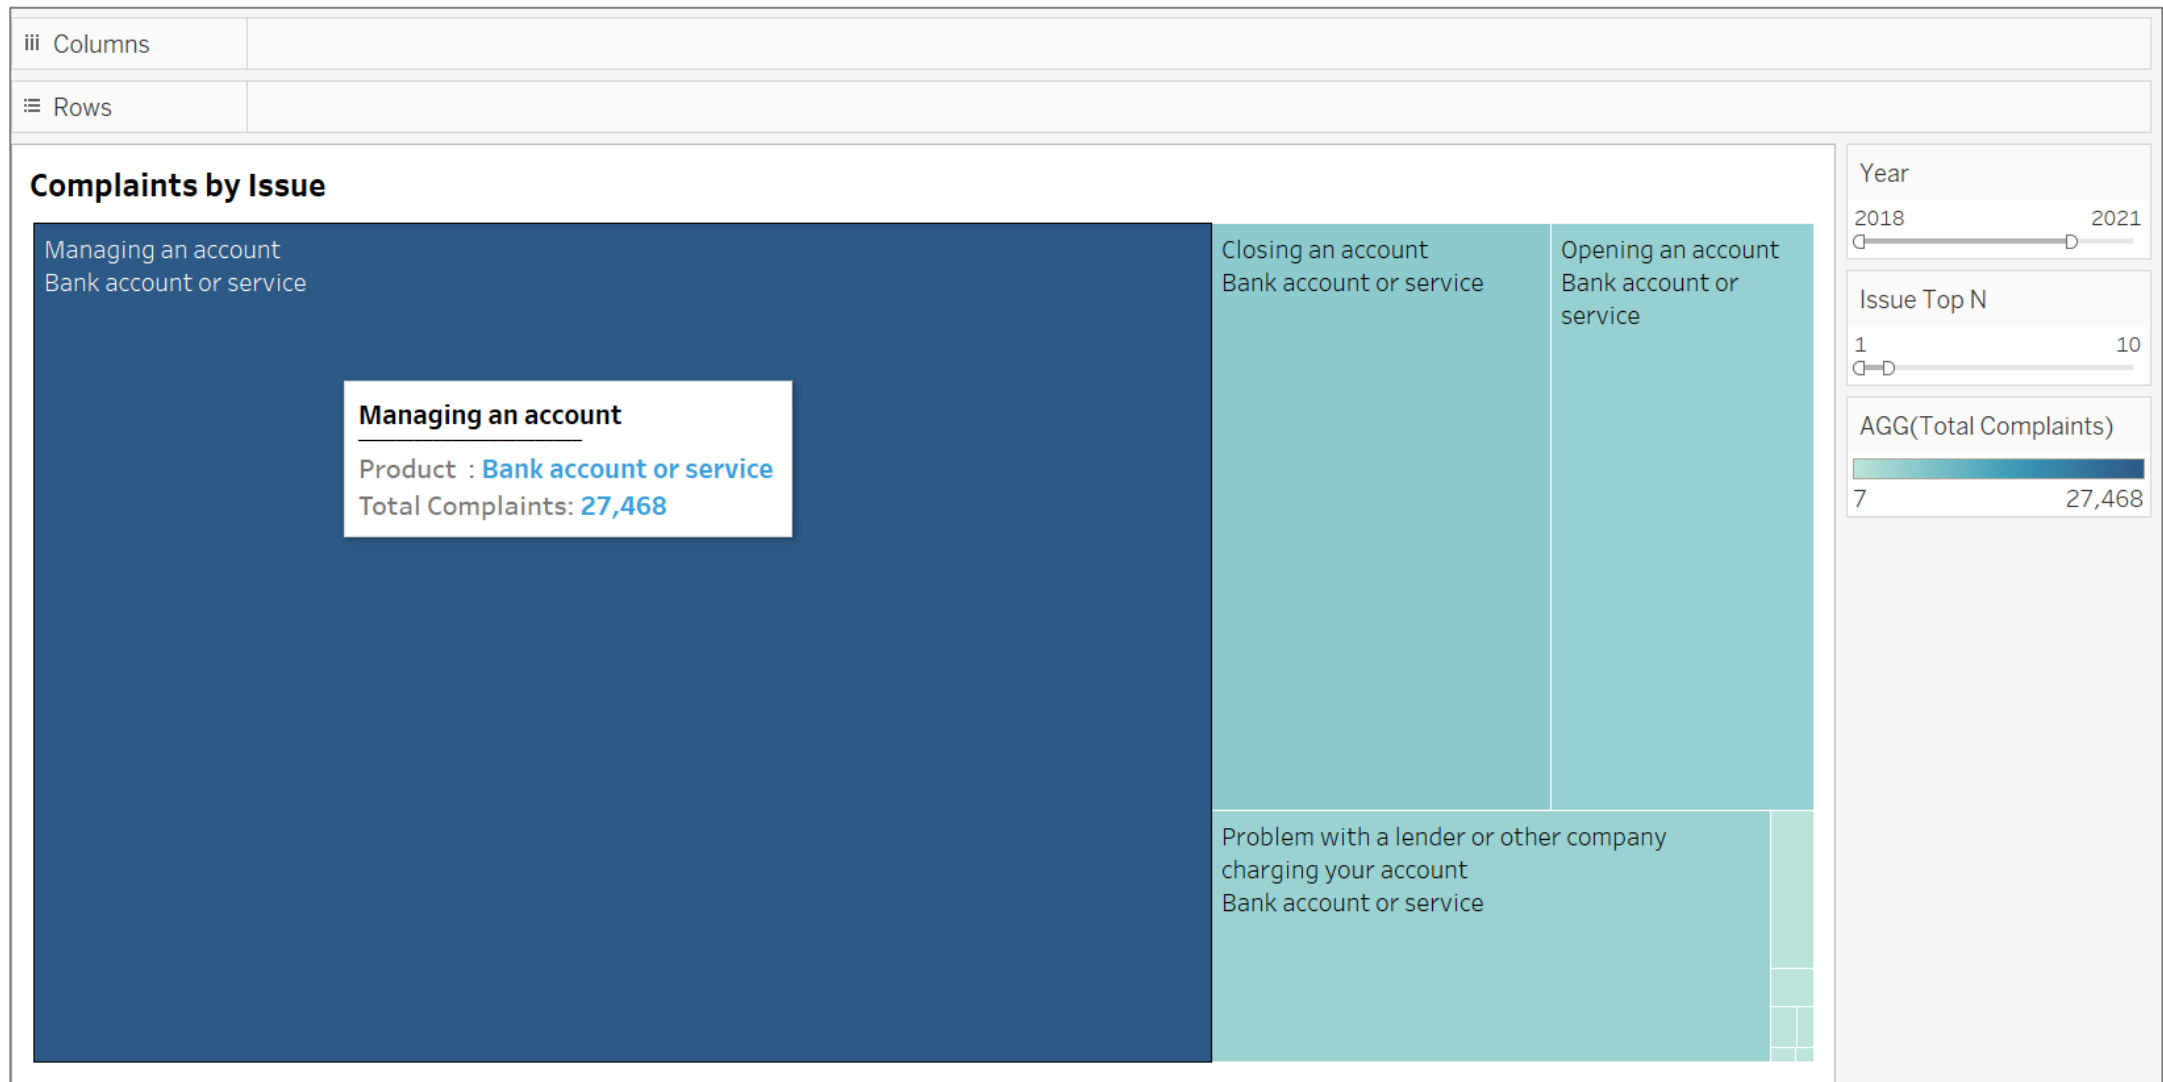 Columns
Rows
Complaints by Issue
Managing an account
Bank account or service
Managing an account
Product : Bank account or service
Total Complaints: 27,468
Closing an account
Bank account or service
Opening an account
Bank account or
service
Problem with a lender or other company
charging your account
Bank account or service
Year
2018 2021
Issue Top N
1 10
AGG(Total Complaints)
7 27,468